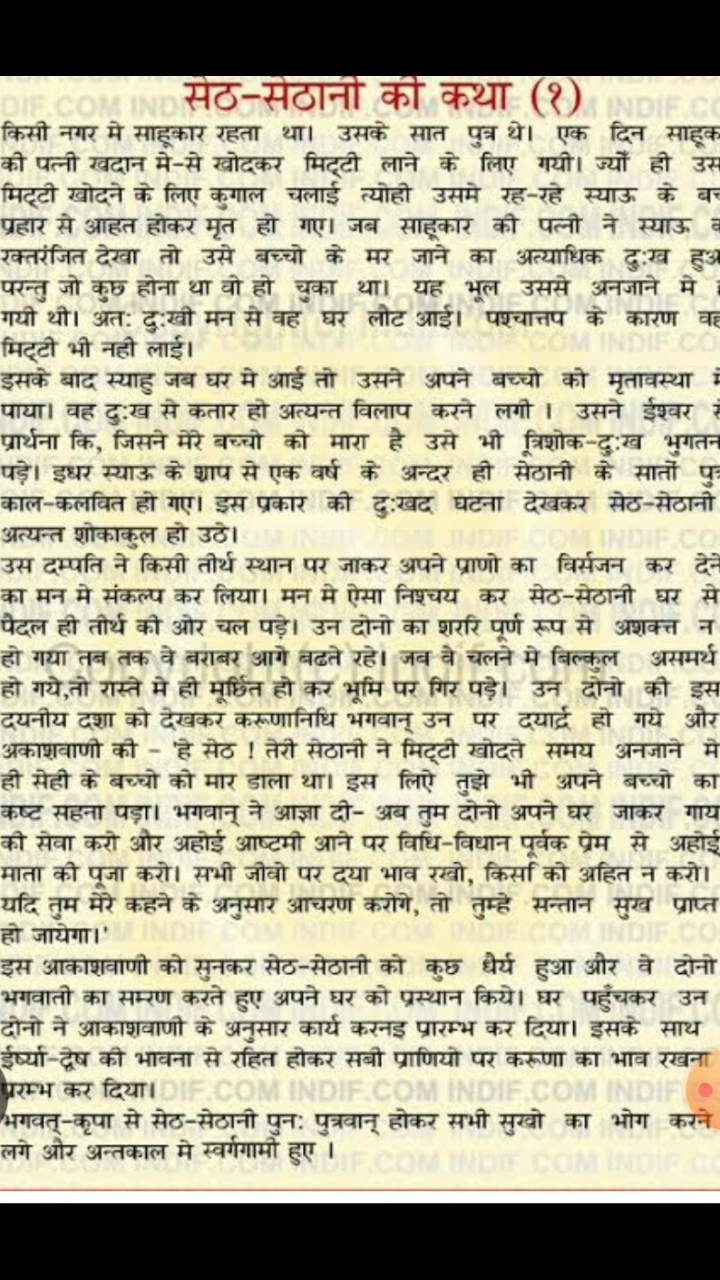 सेठ-सेठानी की कथा (१)
किसी नगर मे साहूकार रहता था। उसके सात पुत्र थे। एक दिन साहूक
की पत्नी खदान मे-से खोदकर मिट्टी लाने के लिए गयी। ज्यों ही उस
मिट्टी खोदने के लिए कुगाल चलाई त्योही उसमे रह-रहे स्याऊ के बच
प्रहार से आहत होकर मृत हो गए। जब साहूकार की पत्नी ने स्याऊ
रक्तरंजित देखा तो उसे बच्चो के मर जाने का अत्याधिक दु:ख हुअ
परन्तु जो कुछ होना था वो हो चुका था। यह भूल उससे अनजाने मे
गयी थी। अत: दु:खी मन से वह घर लौट आई। पश्चात्तप के कारण वह
मिट्टी भी नही लाई।
इसके बाद स्याहु जब घर मे आई तो उसने अपने बच्चो को मृतावस्था मे
पाया। वह दु:ख से कतार हो अत्यन्त विलाप करने लगी । उसने ईश्वर से
प्रार्थना कि, जिसने मेरे बच्चो को मारा है उसे भी त्रिशोक-दु:ख भुगतन
पड़े। इधर स्याऊ के श्राप से एक वर्ष के अन्दर ही सेठानी के सातों पुत्र
काल-कलवित हो गए। इस प्रकार की दु:खद घटना देखकर सेठ-सेठानी
अत्यन्त शोकाकुल हो उठे।
उस दम्पति ने किसी तीर्थ स्थान पर जाकर अपने प्राणो का विर्सजन कर देने
का मन मे संकल्प कर लिया। मन मे ऐसा निश्चय कर सेठ-सेठानी घर से
पैदल ही तीर्थ की ओर चल पड़े। उन दोनो का शररि पूर्ण रूप से अशक्त न
हो गया तब तक वे बराबर आगे बढते रहे। जब वे चलने मे बिल्कुल असमर्थ
हो गये,तो रास्ते मे ही मूर्छित हो कर भूमि पर गिर पड़े। उन दोनो की इस
दयनीय दशा को देखकर करूणानिधि भगवान् उन पर दयार्द्र हो गये और
अकाशवाणी की - 'हे सेठ ! तेरी सेठानी ने मिट्टी खोदते समय अनजाने मे
ही सेही के बच्चो को मार डाला था। इस लिऐ तुझे भी अपने बच्चो का
कष्ट सहना पड़ा। भगवान् ने आज्ञा दी- अब तुम दोनो अपने घर जाकर गाय
की सेवा करो और अहोई आष्टमी आने पर विधि-विधान पूर्वक प्रेम से अहोई
माता की पूजा करो। सभी जीवो पर दया भाव रखो, किर्सा को अहित न करो।
यदि तुम मेरे कहने के अनुसार आचरण करोगे, तो तुम्हे सन्तान सुख प्राप्त
हो जायेगा।'
इस आकाशवाणी को सुनकर सेठ-सेठानी को कुछ धैर्य हुआ और वे दोनो
भगवाती का सम्रण करते हुए अपने घर को प्रस्थान किये। घर पहुँचकर उन
दोनो ने आकाशवाणी के अनुसार कार्य करनइ प्रारम्भ कर दिया। इसके साथ
ईर्ष्या-द्वेष की भावना से रहित होकर सबी प्राणियो पर करूणा का भाव रखना
प्ररम्भ कर दिया।
भगवत्-कृपा से सेठ-सेठानी पुन: पुत्रवान् होकर सभी सुखो का भोग करने
लगे और अन्तकाल मे स्वर्गगामी हुए ।